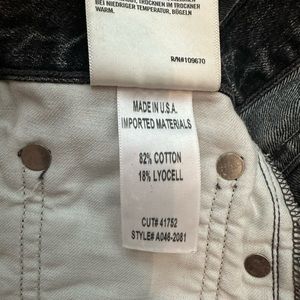 BEI NIEDRIGER TEMPERATUR, BÜGELN
WARM.
R/N#109670
MADE IN U.S.A.
IMPORTED MATERIALS
82% COTTON
18% LYOCELL
CUT# 41752
STYLE# A046-2081